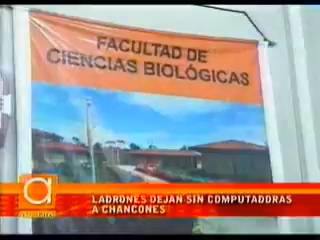 FACULTAD DE
CIENCIAS BIOLÓGICAS
LADRONES DEJAN SIN COMPUTADORAS
A CHANCONES